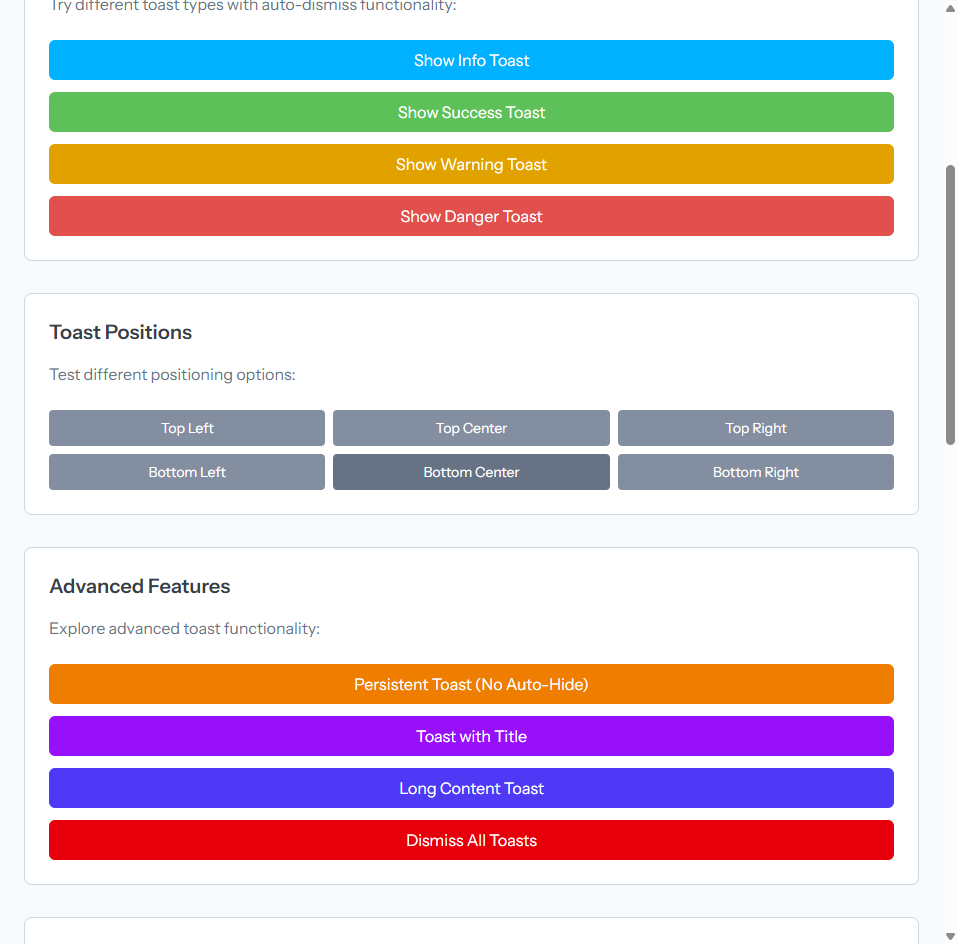 Try different toast types with auto-dismiss functionality:
Show Info Toast
Show Success Toast
Show Warning Toast
Show Danger Toast
Toast Positions
Test different positioning options:
Top Left
Top Center
Top Right
Bottom Left
Bottom Center
Bottom Right
Advanced Features
Explore advanced toast functionality:
Persistent Toast (No Auto-Hide)
Toast with Title
Long Content Toast
Dismiss All Toasts